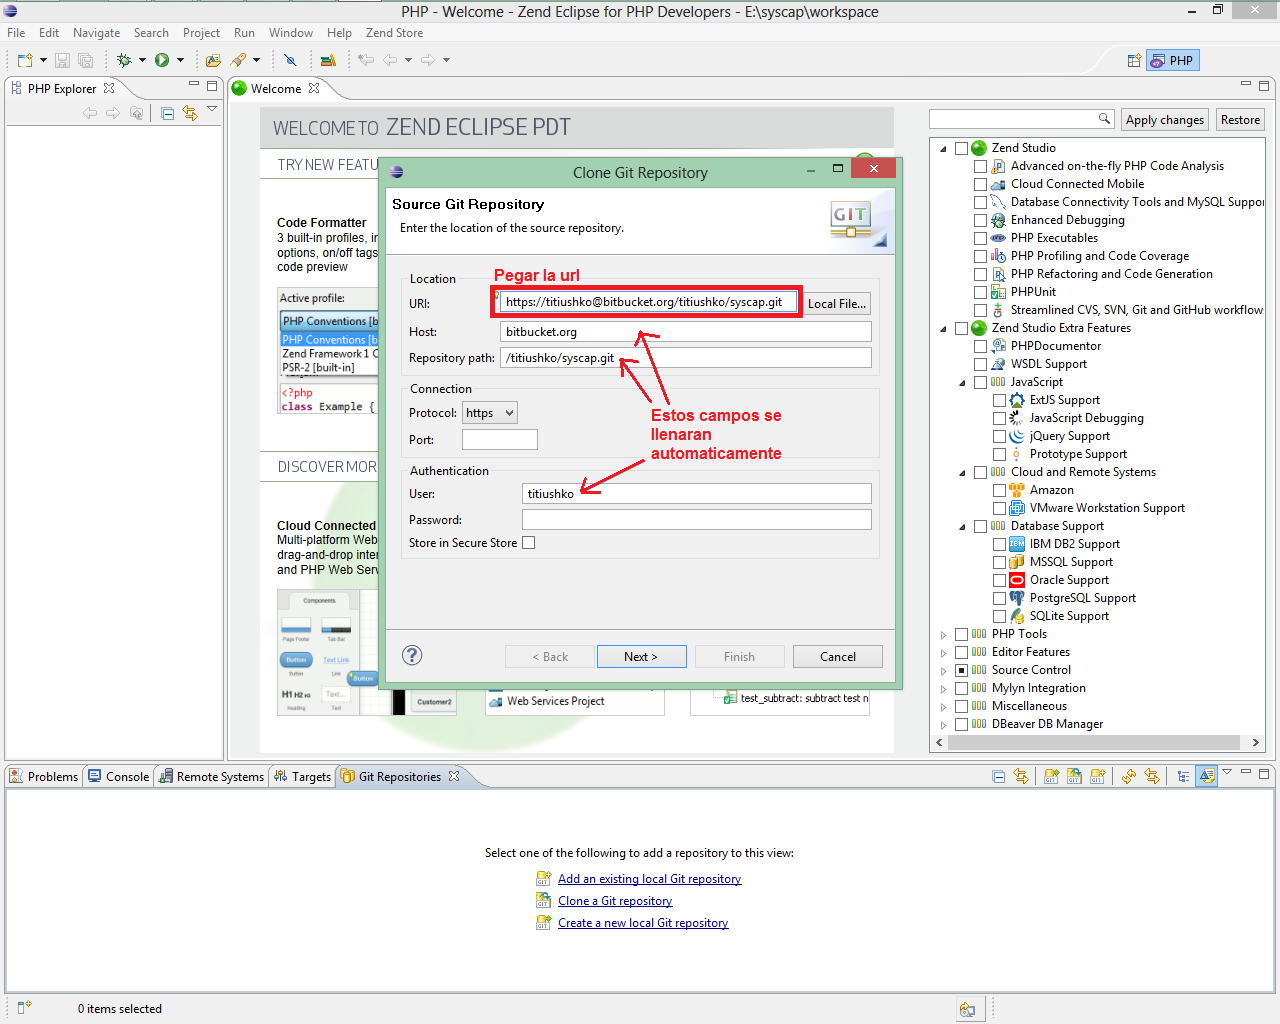 PHP - Welcome - Zend Eclipse for PHP Developers - E:\syscap\workspace
File Edit Navigate Search Project Run Window Help Zend Store
PHP
PHP Explorer
Welcome
WELCOME TO ZEND ECLIPSE PDT
TRY NEW FEATU
Code Formatter
3 built-in profiles, in
options, on/off tags
code preview
Active profile:
PHP Conventions [b
PHP Conventions [b
Zend Framework 1 C
PSR-2 [built-in]
<?php
class Example {
DISCOVER MOR
Cloud Connected
Multi-platform Web
drag-and-drop inter
and PHP Web Serv
Components
Page Footer
Tab Bar
Button
Text Link
Button
Link
Button
H1 H2 H3
Text...
Heading
Text
Customer2
Web Services Project
test_subtract: subtract test n
Clone Git Repository
Source Git Repository
Enter the location of the source repository.
GIT
Location
Pegar la url
URI: https://titiushko@bitbucket.org/titiushko/syscap.git Local File...
Host: bitbucket.org
Repository path: /titiushko/syscap.git
Connection
Protocol: https
Port:
Estos campos se
llenaran
automaticamente
Authentication
User: titiushko
Password:
Store in Secure Store
< Back Next > Finish Cancel
Apply changes Restore
Zend Studio
Advanced on-the-fly PHP Code Analysis
Cloud Connected Mobile
Database Connectivity Tools and MySQL Suppor
Enhanced Debugging
PHP Executables
PHP Profiling and Code Coverage
PHP Refactoring and Code Generation
PHPUnit
Streamlined CVS, SVN, Git and GitHub workflow
Zend Studio Extra Features
PHPDocumentor
WSDL Support
JavaScript
ExtJS Support
JavaScript Debugging
jQuery Support
Prototype Support
Cloud and Remote Systems
Amazon
VMware Workstation Support
Database Support
IBM DB2 Support
MSSQL Support
Oracle Support
PostgreSQL Support
SQLite Support
PHP Tools
Editor Features
Source Control
Mylyn Integration
Miscellaneous
DBeaver DB Manager
Problems Console Remote Systems Targets Git Repositories
Select one of the following to add a repository to this view:
Add an existing local Git repository
Clone a Git repository
Create a new local Git repository
0 items selected